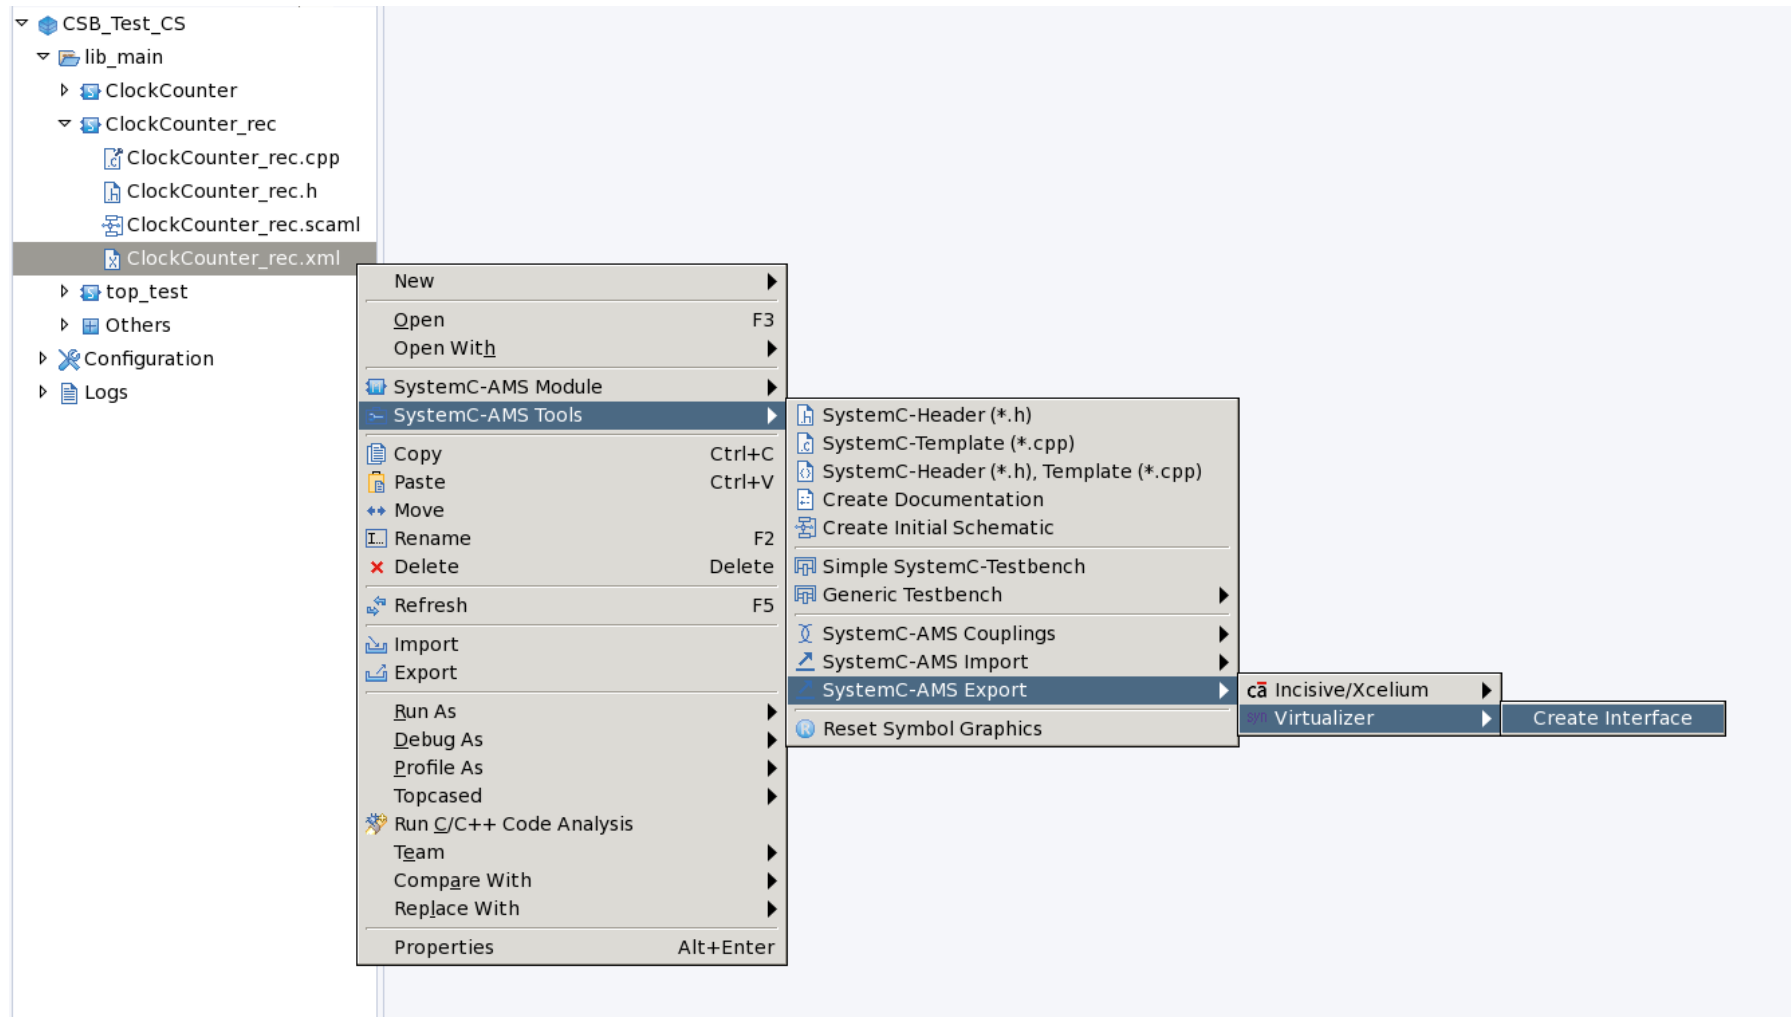 CSB_Test_CS
lib_main
ClockCounter
ClockCounter_rec
ClockCounter_rec.cpp
ClockCounter_rec.h
ClockCounter_rec.scaml
ClockCounter_rec.xml
top_test
Others
Configuration
Logs
New
Open F3
Open With
SystemC-AMS Module
SystemC-AMS Tools
Copy Ctrl+C
Paste Ctrl+V
Move
Rename F2
Delete Delete
Refresh F5
Import
Export
Run As
Debug As
Profile As
Topcased
Run C/C++ Code Analysis
Team
Compare With
Replace With
Properties Alt+Enter
SystemC-Header (*.h)
SystemC-Template (*.cpp)
SystemC-Header (*.h), Template (*.cpp)
Create Documentation
Create Initial Schematic
Simple SystemC-Testbench
Generic Testbench
SystemC-AMS Couplings
SystemC-AMS Import
SystemC-AMS Export
Reset Symbol Graphics
cā Incisive/Xcelium
syn Virtualizer
Create Interface